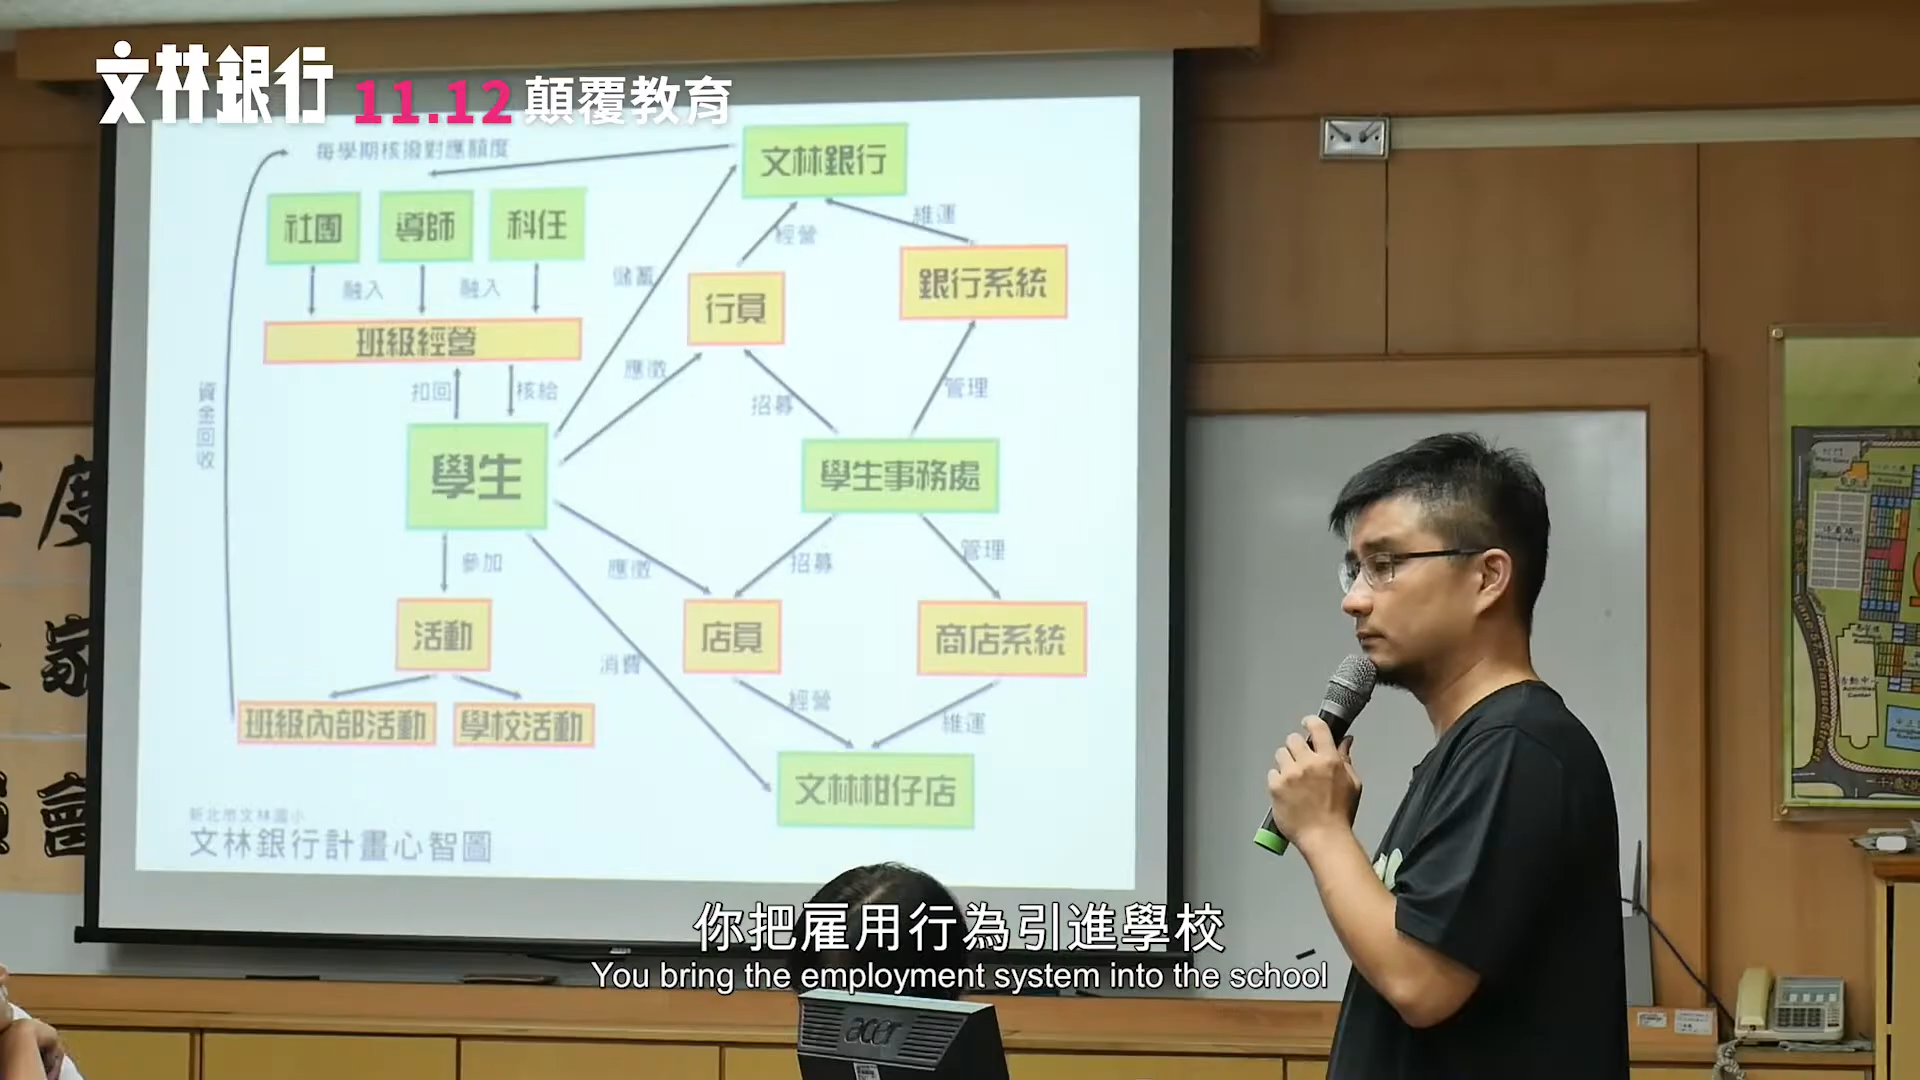 文林銀行 11.12 顛覆教育
每學期核撥對應額度
文林銀行
社團
導師
科任
維運
經營
融入
融入
儲蓄
行員
銀行系統
班級經營
扣回
核給
應徵
招募
管理
資金回收
學生
學生事務處
參加
應徵
招募
管理
活動
店員
商店系統
消費
經營
維運
班級內部活動
學校活動
文林柑仔店
新北市文林國小
文林銀行計畫心智圖
你把雇用行為引進學校
You bring the employment system into the school
acer